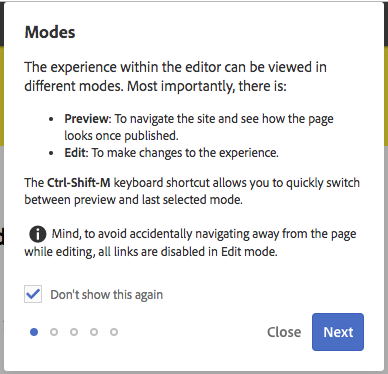 Modes
The experience within the editor can be viewed in
different modes. Most importantly, there is:
• Preview: To navigate the site and see how the page
looks once published.
• Edit: To make changes to the experience.
The Ctrl-Shift-M keyboard shortcut allows you to quickly switch
between preview and last selected mode.
Mind, to avoid accidentally navigating away from the page
while editing, all links are disabled in Edit mode.
Don't show this again
Close Next